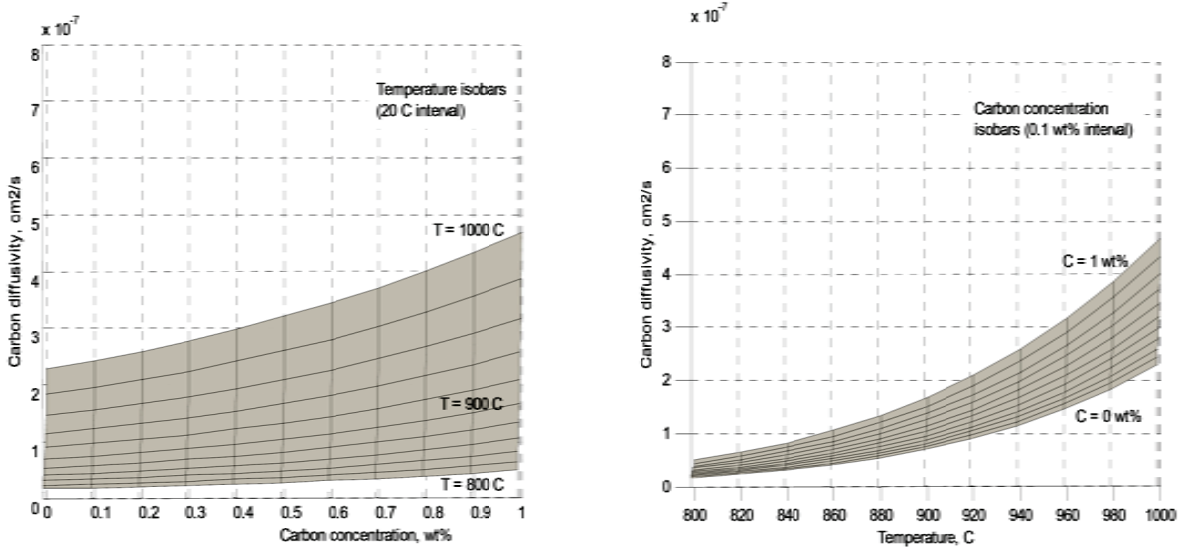 x 10-7
8
7
6
5
4
3
2
1
0
Carbon diffusivity, cm2/s
Temperature isobars
(20 C interval)
T = 1000 C
T = 900 C
T = 800 C
0 0.1 0.2 0.3 0.4 0.5 0.6 0.7 0.8 0.9 1
Carbon concentration, wt%
x 10-7
8
7
6
5
4
3
2
1
0
Carbon diffusivity, cm2/s
Carbon concentration
isobars (0.1 wt% interval)
C = 1 wt%
C = 0 wt%
800 820 840 860 880 900 920 940 960 980 1000
Temperature, C